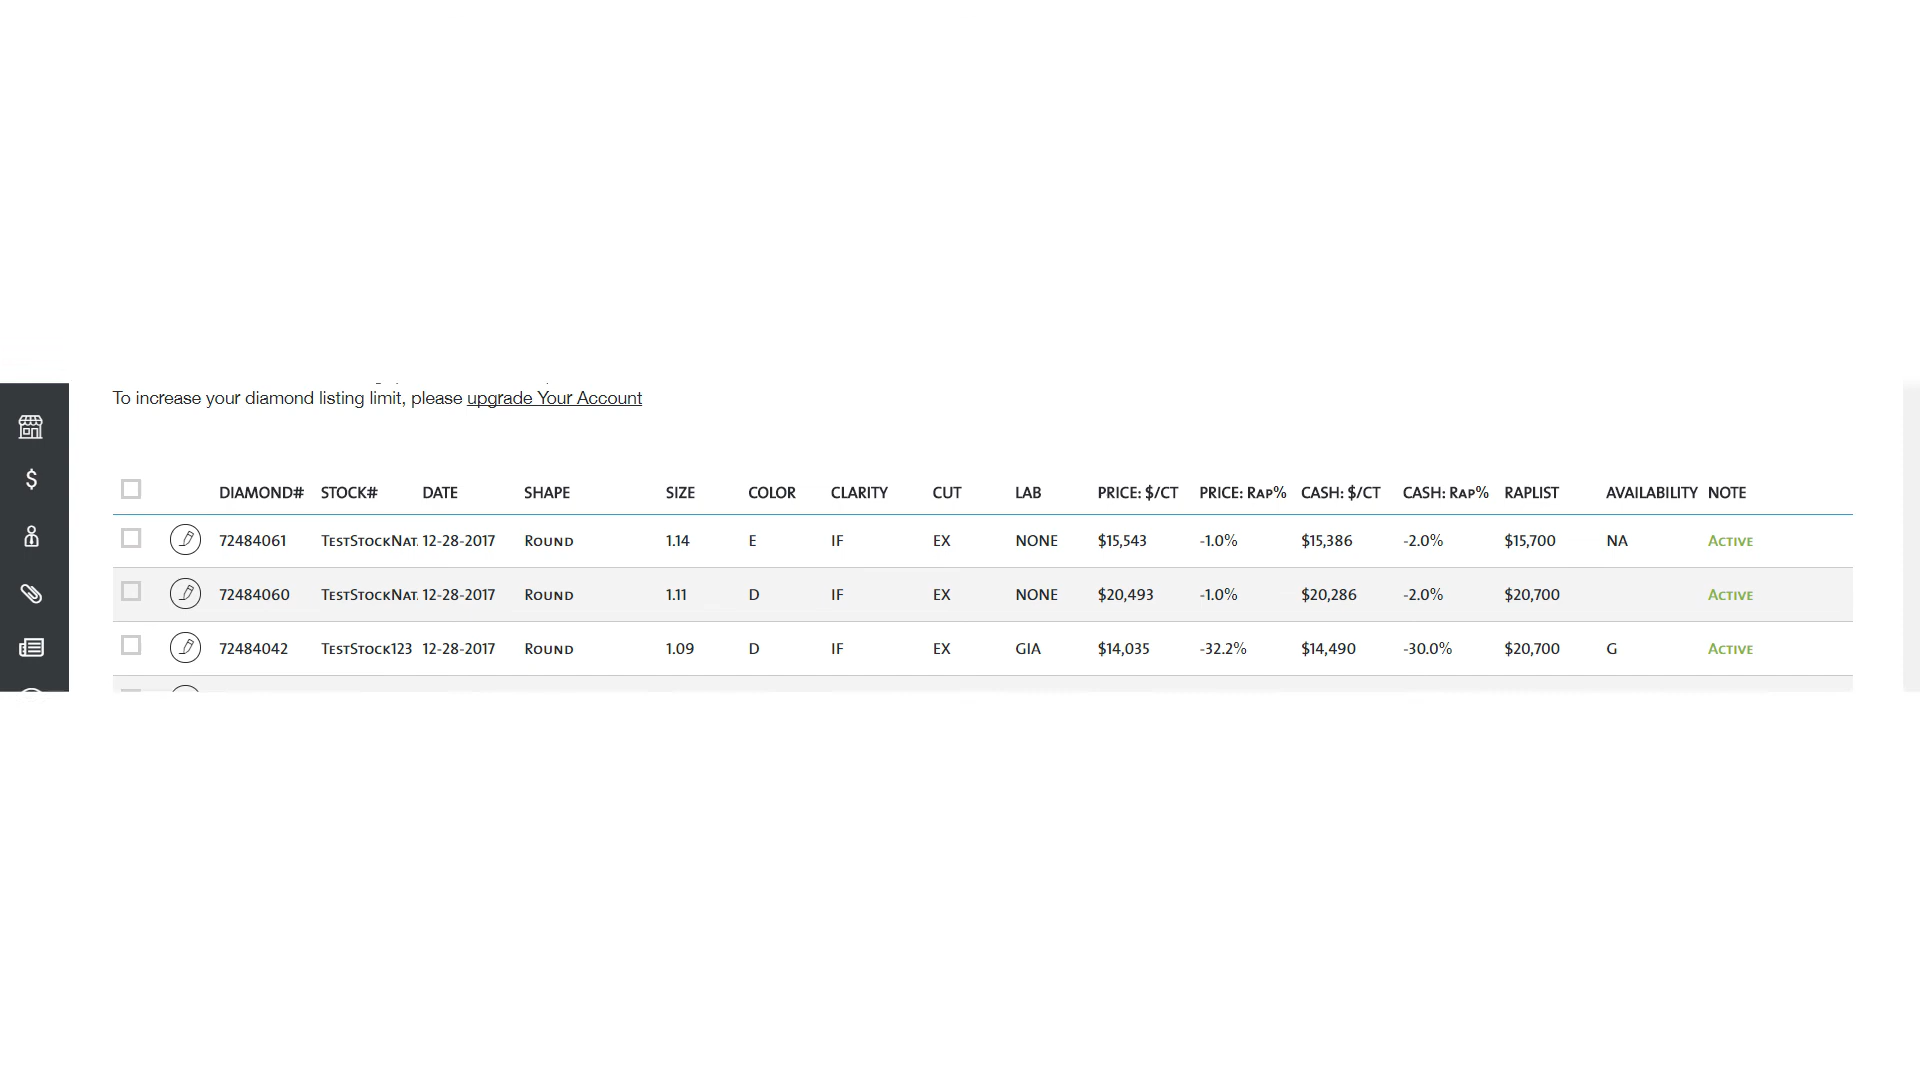 To increase your diamond listing limit, please upgrade Your Account
DIAMOND# STOCK# DATE SHAPE SIZE COLOR CLARITY CUT LAB PRICE: $/CT PRICE: RAP% CASH: $/CT CASH: RAP% RAPLIST AVAILABILITY NOTE
72484061 TESTSTOCKNAT 12-28-2017 ROUND 1.14 E IF EX NONE $15,543 -1.0% $15,386 -2.0% $15,700 NA ACTIVE
72484060 TESTSTOCKNAT 12-28-2017 ROUND 1.11 D IF EX NONE $20,493 -1.0% $20,286 -2.0% $20,700 ACTIVE
72484042 TESTSTOCK123 12-28-2017 ROUND 1.09 D IF EX GIA $14,035 -32.2% $14,490 -30.0% $20,700 G ACTIVE